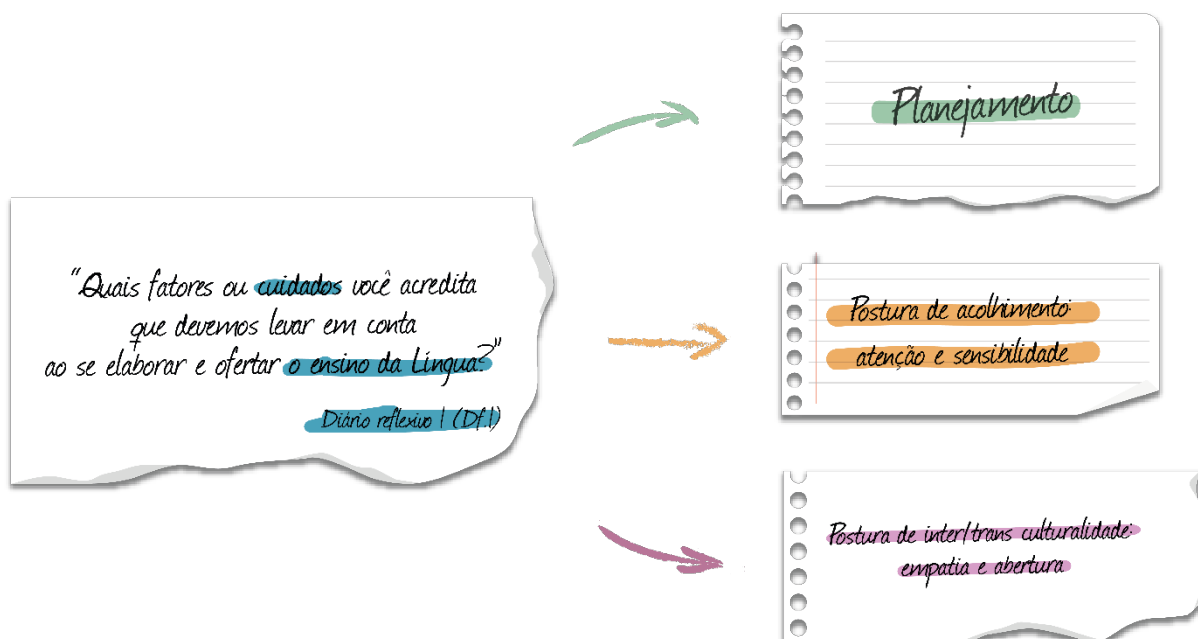 "Quais fatores ou cuidados você acredita
que devemos levar em conta
ao se elaborar e ofertar o ensino da Língua?"
Diário reflexivo 1 (Df.1)
Planejamento
Postura de acolhimento:
atenção e sensibilidade
Postura de inter/trans culturalidade:
empatia e abertura